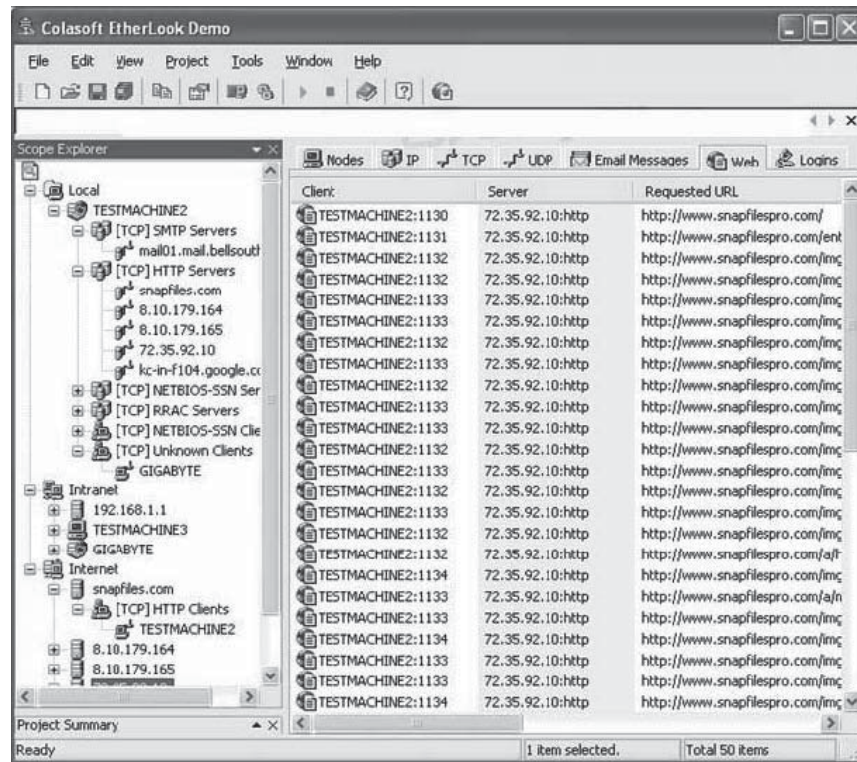 Colasoft EtherLook Demo
File Edit View Project Tools Window Help
Scope Explorer
Local
TESTMACHINE2
[TCP] SMTP Servers
mail01.mail.bellsouth
[TCP] HTTP Servers
snapfiles.com
8.10.179.164
8.10.179.165
72.35.92.10
kc-in-f104.google.cc
[TCP] NETBIOS-SSN Ser
[TCP] RRAC Servers
[TCP] NETBIOS-SSN Clie
[TCP] Unknown Clients
GIGABYTE
Intranet
192.168.1.1
TESTMACHINE3
GIGABYTE
Internet
snapfiles.com
[TCP] HTTP Clients
TESTMACHINE2
8.10.179.164
8.10.179.165
Project Summary
Nodes IP TCP UDP Email Messages Web Logins
Client Server Requested URL
TESTMACHINE2:1130 72.35.92.10:http http://www.snapfilespro.com/
TESTMACHINE2:1131 72.35.92.10:http http://www.snapfilespro.com/ent
TESTMACHINE2:1132 72.35.92.10:http http://www.snapfilespro.com/img
TESTMACHINE2:1132 72.35.92.10:http http://www.snapfilespro.com/img
TESTMACHINE2:1133 72.35.92.10:http http://www.snapfilespro.com/img
TESTMACHINE2:1133 72.35.92.10:http http://www.snapfilespro.com/img
TESTMACHINE2:1132 72.35.92.10:http http://www.snapfilespro.com/img
TESTMACHINE2:1133 72.35.92.10:http http://www.snapfilespro.com/img
TESTMACHINE2:1132 72.35.92.10:http http://www.snapfilespro.com/img
TESTMACHINE2:1133 72.35.92.10:http http://www.snapfilespro.com/img
TESTMACHINE2:1133 72.35.92.10:http http://www.snapfilespro.com/img
TESTMACHINE2:1132 72.35.92.10:http http://www.snapfilespro.com/img
TESTMACHINE2:1133 72.35.92.10:http http://www.snapfilespro.com/img
TESTMACHINE2:1132 72.35.92.10:http http://www.snapfilespro.com/img
TESTMACHINE2:1133 72.35.92.10:http http://www.snapfilespro.com/img
TESTMACHINE2:1132 72.35.92.10:http http://www.snapfilespro.com/img
TESTMACHINE2:1132 72.35.92.10:http http://www.snapfilespro.com/a/h
TESTMACHINE2:1134 72.35.92.10:http http://www.snapfilespro.com/img
TESTMACHINE2:1133 72.35.92.10:http http://www.snapfilespro.com/a/n
TESTMACHINE2:1133 72.35.92.10:http http://www.snapfilespro.com/img
TESTMACHINE2:1134 72.35.92.10:http http://www.snapfilespro.com/img
TESTMACHINE2:1133 72.35.92.10:http http://www.snapfilespro.com/img
TESTMACHINE2:1133 72.35.92.10:http http://www.snapfilespro.com/img
TESTMACHINE2:1134 72.35.92.10:http http://www.snapfilespro.com/img
Ready 1 item selected. Total 50 items